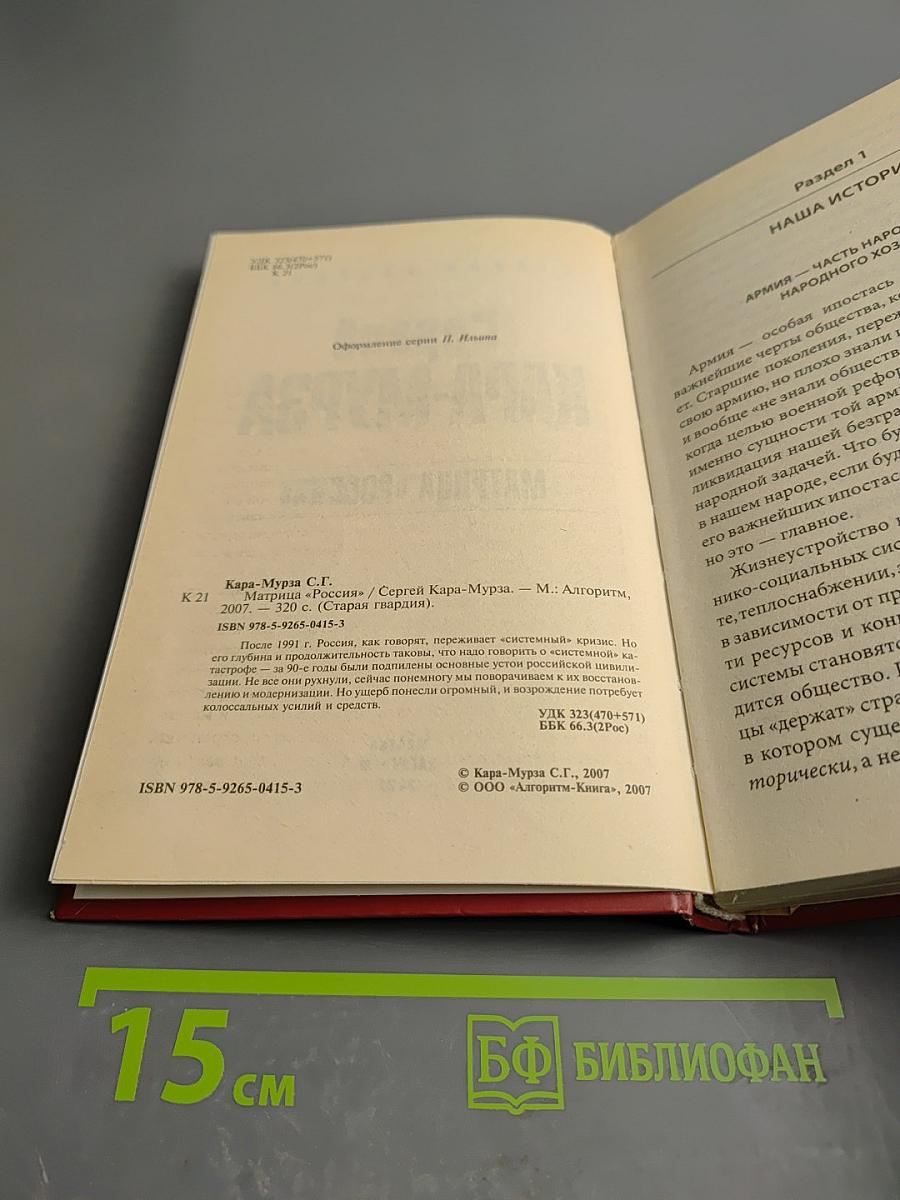 УДК 323(470+571)
ББК 66.3(2Рос)
К 21
Оформление серии П. Ильина
Кара-Мурза С.Г.
К 21 Матрица «Россия» / Сергей Кара-Мурза. — М.: Алгоритм,
2007. — 320 с. (Старая гвардия).
ISBN 978-5-9265-0415-3
После 1991 г. Россия, как говорят, переживает «системный» кризис. Но
его глубина и продолжительность таковы, что надо говорить о «системной» ка-
тастрофе — за 90-е годы были подпилены основные устои российской цивили-
зации. Не все они рухнули, сейчас понемногу мы поворачиваем к их восстанов-
лению и модернизации. Но ущерб понесли огромный, и возрождение потребует
колоссальных усилий и средств.
УДК 323(470+571)
ББК 66.3(2Рос)
ISBN 978-5-9265-0415-3
© Кара-Мурза С.Г., 2007
© ООО «Алгоритм-Книга», 2007
Раздел 1
НАША ИСТОРИ
АРМИЯ — ЧАСТЬ НАРО
НАРОДНОГО ХОЗ
Армия — особая ипостась
важнейшие черты общества, ко
ет. Старшие поколения, переж
свою армию, но плохо знали
и вообще «не знали обществ
когда целью военной рефор
именно сущности той арм
ликвидация нашей безгра
народной задачей. Что бу
в нашем народе, если буд
его важнейших ипостас
но это — главное.
Жизнеустройство
нико-социальных сис
те, теплоснабжении,
в зависимости от пр
ти ресурсов и кон
системы становятс
дится общество.
цы «держат» стра
в котором суще
торически, а не
15 см
БФ БИБЛИОФАН